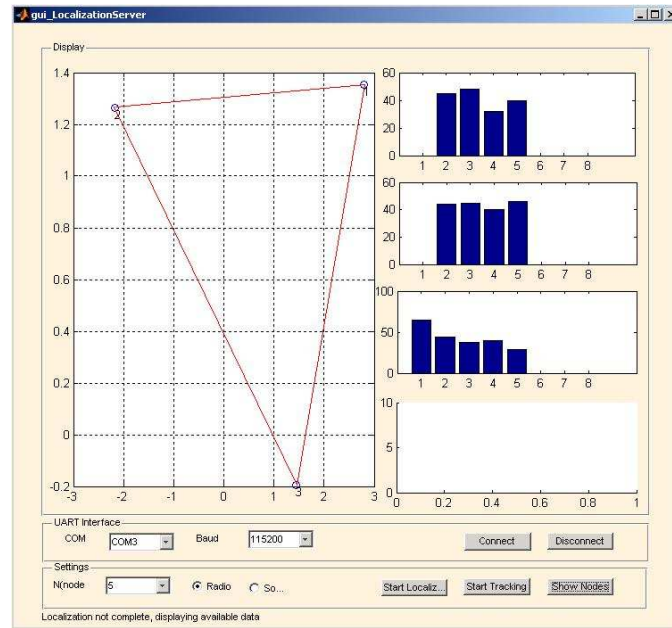 gui_LocalizationServer
Display
1.4
1.2
1
0.8
0.6
0.4
0.2
0
-0.2
-3 -2 -1 0 1 2 3
2
1
3
60
40
20
0
1 2 3 4 5 6 7 8
60
40
20
0
1 2 3 4 5 6 7 8
100
50
0
1 2 3 4 5 6 7 8
10
5
0
0 0.2 0.4 0.6 0.8 1
UART Interface
COM COM3 Baud 115200 Connect Disconnect
Settings
N(node 5 Radio So... Start Localiz... Start Tracking Show Nodes
Localization not complete, displaying available data